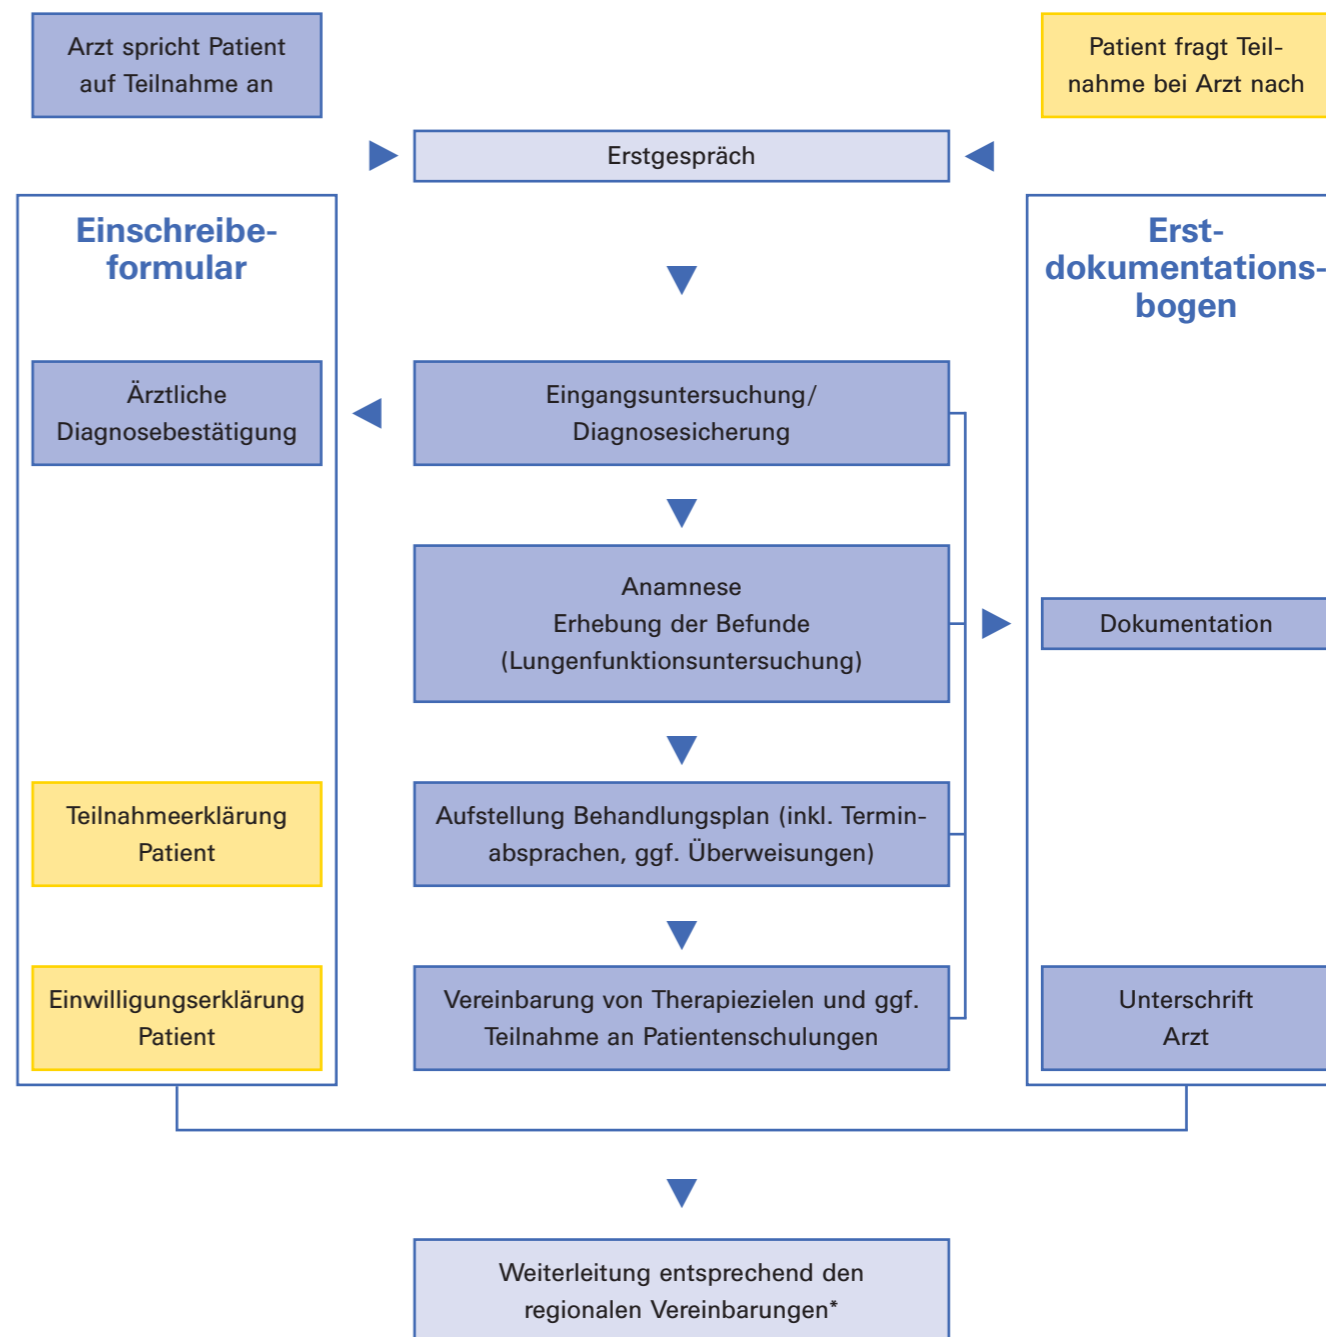 Arzt spricht Patient
auf Teilnahme an
Patient fragt Teil-
nahme bei Arzt nach
Erstgespräch
Einschreibe-
formular
Erst-
dokumentations-
bogen
Ärztliche
Diagnosebestätigung
Eingangsuntersuchung/
Diagnosesicherung
Anamnese
Erhebung der Befunde
(Lungenfunktionsuntersuchung)
Dokumentation
Teilnahmeerklärung
Patient
Aufstellung Behandlungsplan (inkl. Termin-
absprachen, ggf. Überweisungen)
Einwilligungserklärung
Patient
Vereinbarung von Therapiezielen und ggf.
Teilnahme an Patientenschulungen
Unterschrift
Arzt
Weiterleitung entsprechend den
regionalen Vereinbarungen*